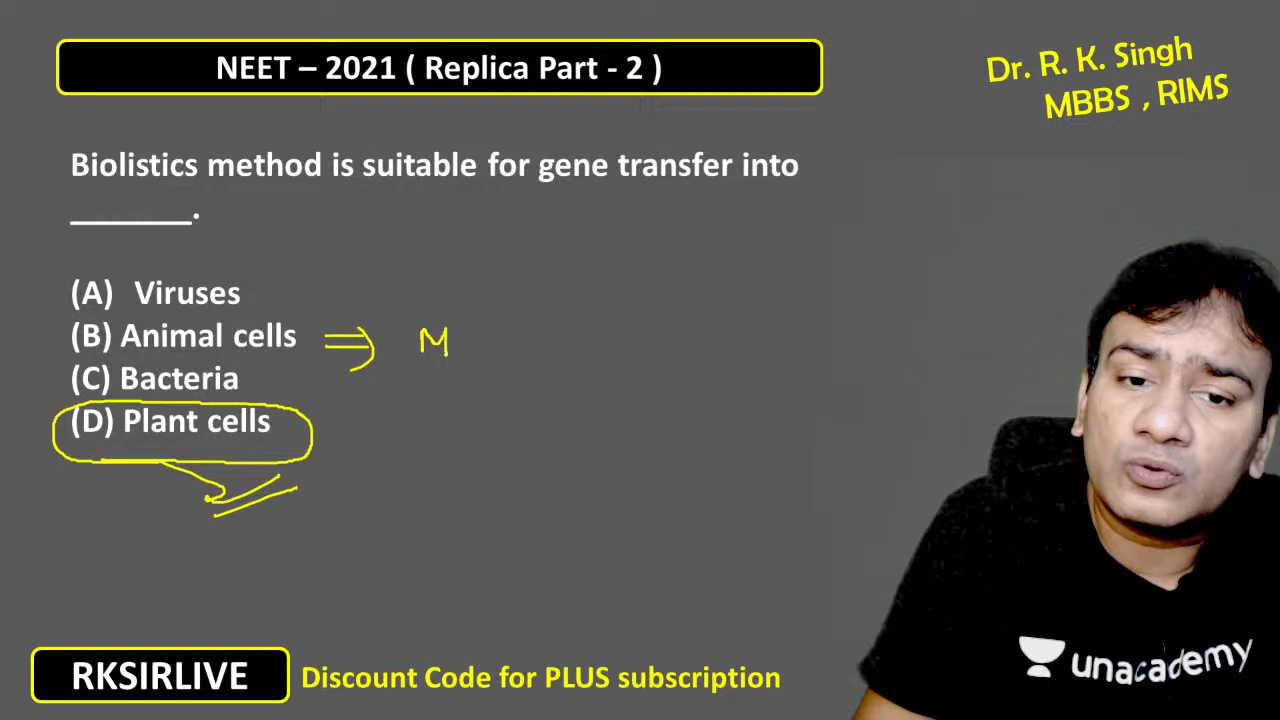 NEET – 2021 ( Replica Part - 2 )
Dr. R. K. Singh
MBBS , RIMS
Biolistics method is suitable for gene transfer into
_______.
(A) Viruses
(B) Animal cells ⇒ M
(C) Bacteria
(D) Plant cells
unacademy
RKSIRLIVE Discount Code for PLUS subscription